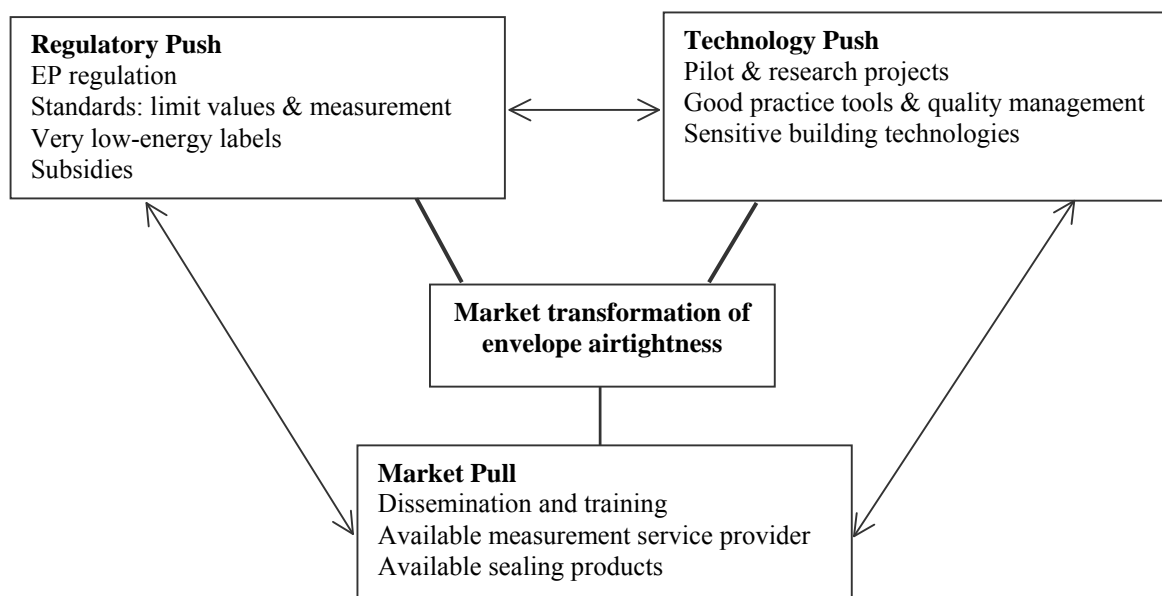 Regulatory Push
EP regulation
Standards: limit values & measurement
Very low-energy labels
Subsidies
Technology Push
Pilot & research projects
Good practice tools & quality management
Sensitive building technologies
Market transformation of
envelope airtightness
Market Pull
Dissemination and training
Available measurement service provider
Available sealing products